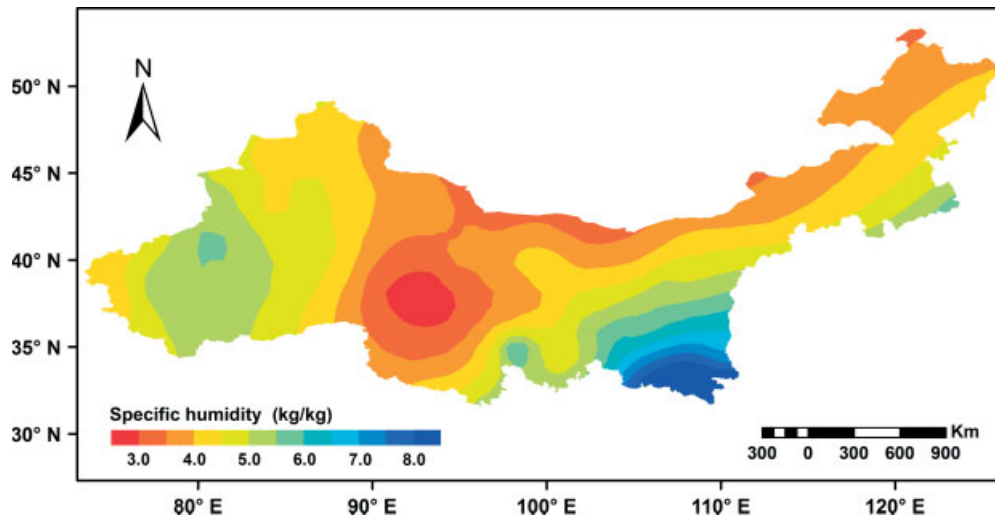 N
50° N
45° N
40° N
35° N
30° N
Specific humidity (kg/kg)
3.0 4.0 5.0 6.0 7.0 8.0
Km
300 0 300 600 900
80° E 90° E 100° E 110° E 120° E